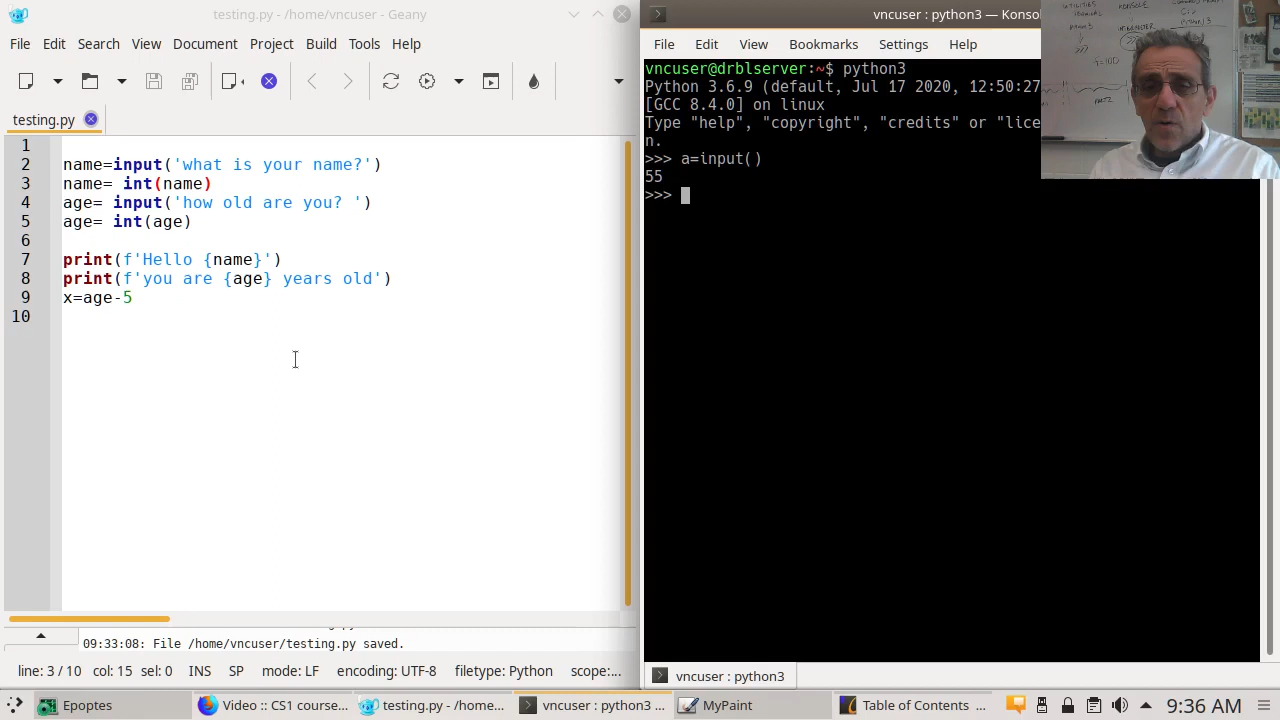 testing.py - /home/vncuser - Geany
File Edit Search View Document Project Build Tools Help
testing.py
1
2 name=input('what is your name?')
3 name= int(name)
4 age= input('how old are you? ')
5 age= int(age)
6
7 print(f'Hello {name}')
8 print(f'you are {age} years old')
9 x=age-5
10
09:33:08: File /home/vncuser/testing.py saved.
line: 3 / 10 col: 15 sel: 0 INS SP mode: LF encoding: UTF-8 filetype: Python scope:...
vncuser : python3 — Konso
File Edit View Bookmarks Settings Help
vncuser@drblserver:~$ python3
Python 3.6.9 (default, Jul 17 2020, 12:50:27
[GCC 8.4.0] on linux
Type "help", "copyright", "credits" or "lice
n.
>>> a=input()
55
>>>
vncuser : python3
Epoptes
Video :: CS1 course...
testing.py - /home...
vncuser : python3 ...
MyPaint
Table of Contents ...
9:36 AM